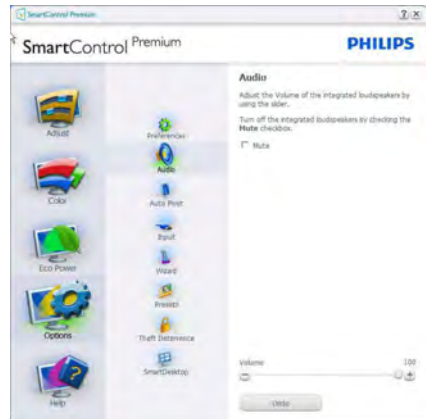 SmartControl Premium
SmartControl Premium
PHILIPS
Adjust
Color
Eco Power
Options
Help
Preferences
Audio
Auto Pivot
Input
Wizard
Presets
Theft Deterrence
SmartDesktop
Audio
Adjust the Volume of the integrated loudspeakers by
using the slider.
Turn off the integrated loudspeakers by checking the
Mute checkbox.
Mute
Volume 100
Undo